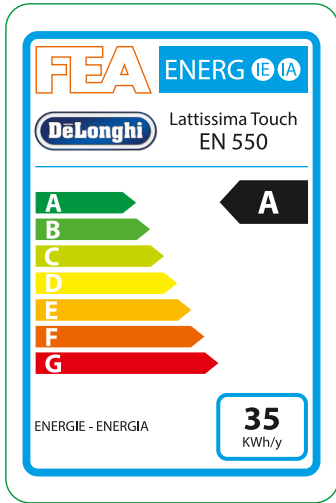 FEA ENERG IE IA
DeLonghi
Lattissima Touch
EN 550
A
A
B
C
D
E
F
G
ENERGIE - ENERGIA
35
KWh/y